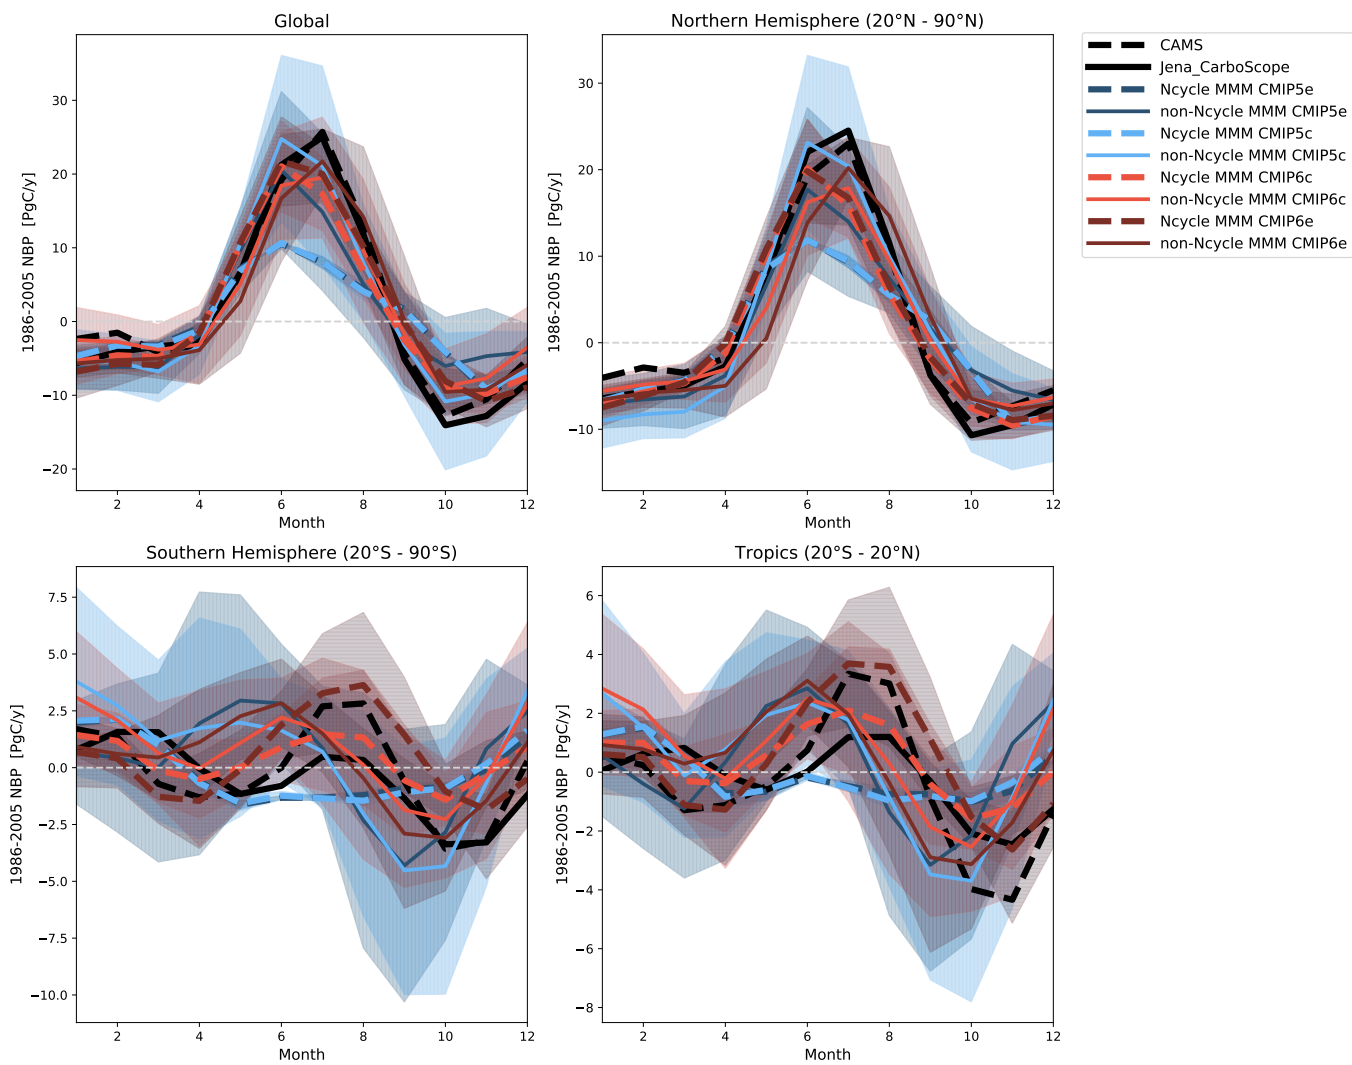 Global
1986-2005 NBP  [PgC/y]
30
20
10
0
−10
−20
2 4 6 8 10 12
Month
Northern Hemisphere (20°N - 90°N)
1986-2005 NBP  [PgC/y]
30
20
10
0
−10
2 4 6 8 10 12
Month
CAMS
Jena_CarboScope
Ncycle MMM CMIP5e
non-Ncycle MMM CMIP5e
Ncycle MMM CMIP5c
non-Ncycle MMM CMIP5c
Ncycle MMM CMIP6c
non-Ncycle MMM CMIP6c
Ncycle MMM CMIP6e
non-Ncycle MMM CMIP6e
Southern Hemisphere (20°S - 90°S)
1986-2005 NBP  [PgC/y]
7.5
5.0
2.5
0.0
−2.5
−5.0
−7.5
−10.0
2 4 6 8 10 12
Month
Tropics (20°S - 20°N)
1986-2005 NBP  [PgC/y]
6
4
2
0
−2
−4
−6
−8
2 4 6 8 10 12
Month